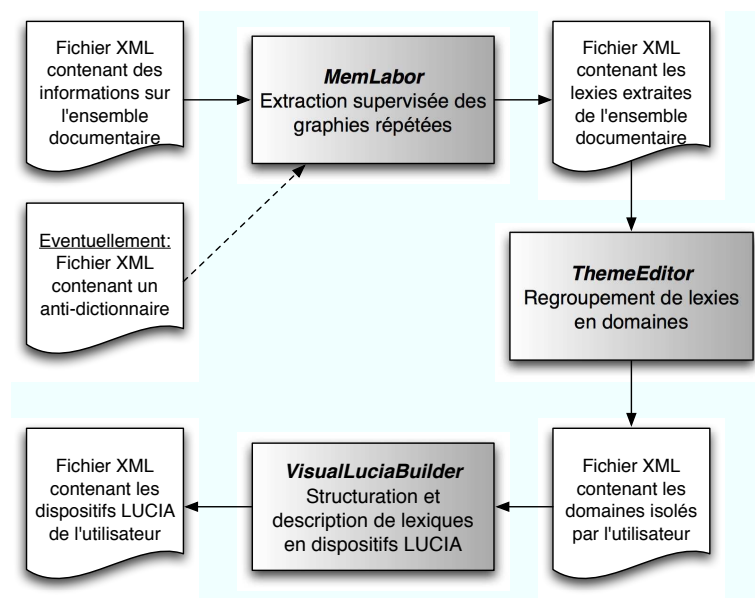 Fichier XML
contenant des
informations sur
l'ensemble
documentaire
MemLabor
Extraction supervisée des
graphies répétées
Fichier XML
contenant les
lexies extraites
de l'ensemble
documentaire
Eventuellement:
Fichier XML
contenant un
anti-dictionnaire
ThemeEditor
Regroupement de lexies
en domaines
Fichier XML
contenant les
domaines isolés
par l'utilisateur
VisualLuciaBuilder
Structuration et
description de lexiques
en dispositifs LUCIA
Fichier XML
contenant les
dispositifs LUCIA
de l'utilisateur